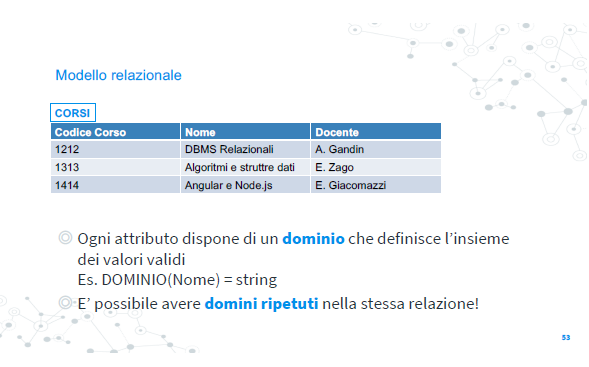 Modello relazionale
CORSI
Codice Corso Nome Docente
1212 DBMS Relazionali A. Gandin
1313 Algoritmi e struttre dati E. Zago
1414 Angular e Node.js E. Giacomazzi
Ogni attributo dispone di un dominio che definisce l'insieme
dei valori validi
Es. DOMINIO(Nome) = string
E' possibile avere domini ripetuti nella stessa relazione!
53